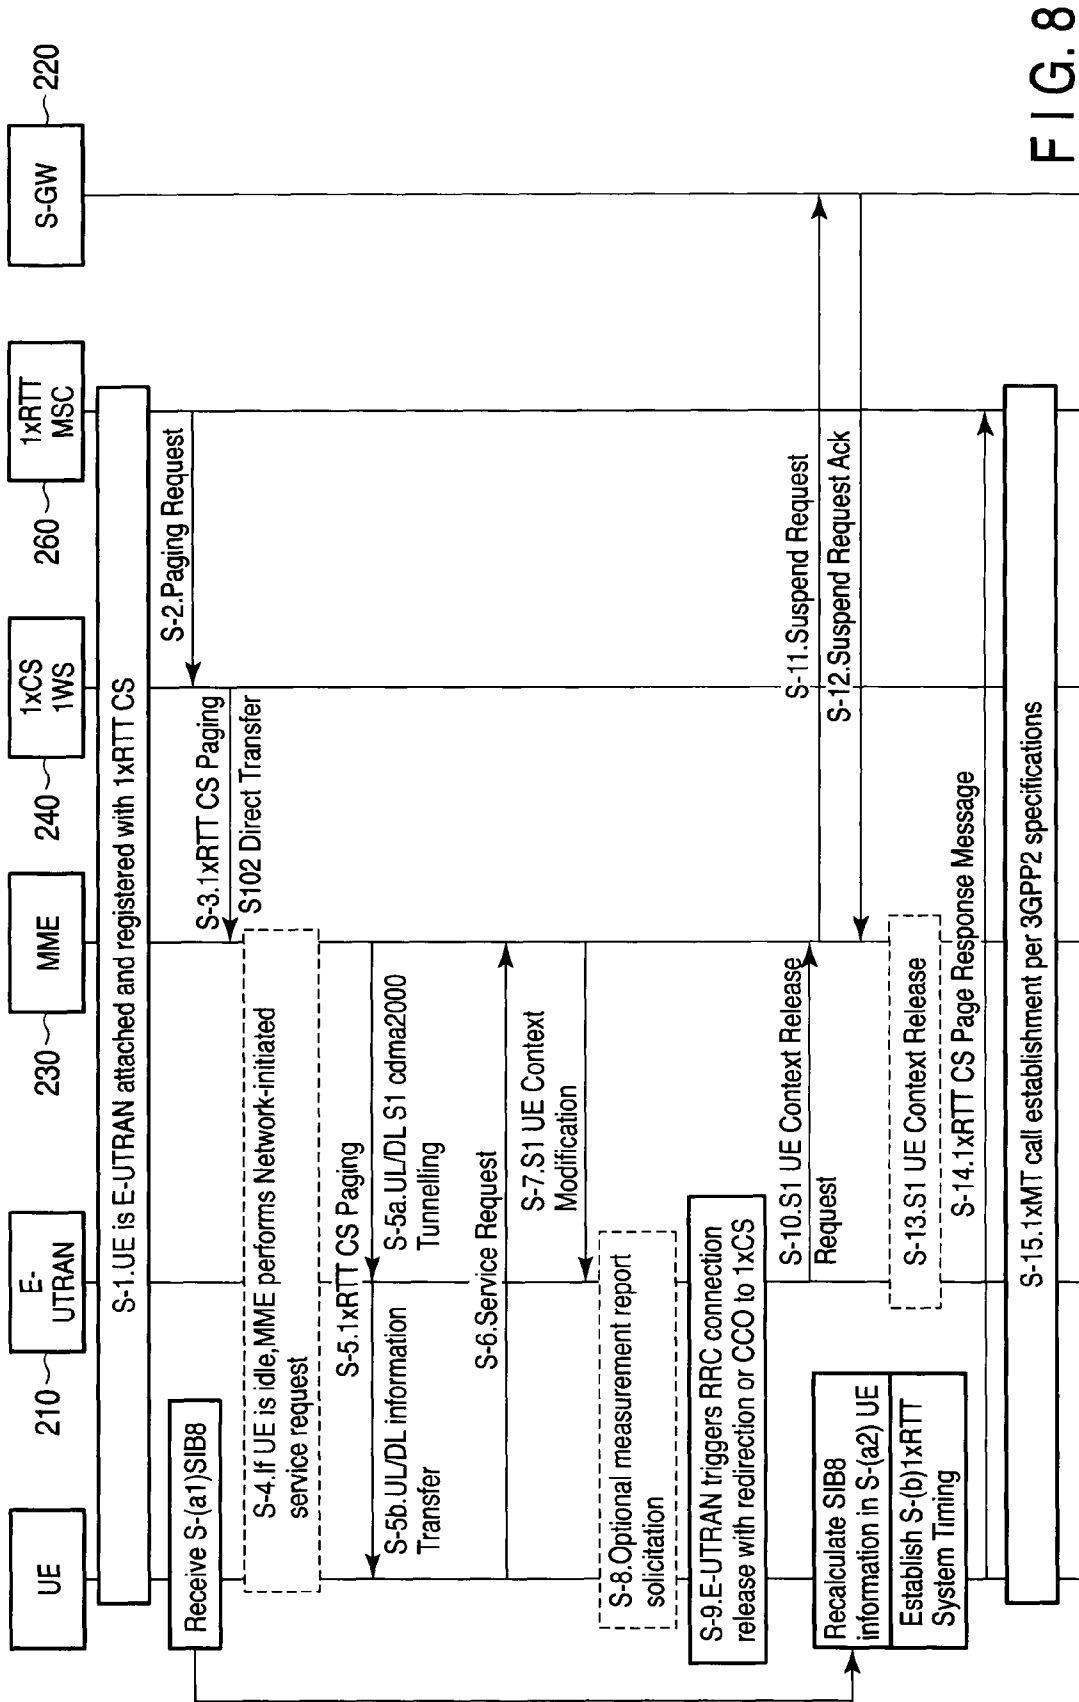 UE
E-
UTRAN
210
MME
230
1xCS
1WS
240
1xRTT
MSC
260
S-GW
220
S-1.UE is E-UTRAN attached and registered with 1xRTT CS
Receive S-(a1)SIB8
S-2.Paging Request
S-3.1xRTT CS Paging
S102 Direct Transfer
S-4.If UE is idle,MME performs Network-initiated
service request
S-5.1xRTT CS Paging
S-5a.UL/DL S1 cdma2000
Tunnelling
S-5b.UL/DL information
Transfer
S-6.Service Request
S-7.S1 UE Context
Modification
S-8.Optional measurement report
solicitation
S-9.E-UTRAN triggers RRC connection
release with redirection or CCO to 1xCS
S-10.S1 UE Context Release
Request
S-11.Suspend Request
S-12.Suspend Request Ack
Recalculate SIB8
information in S-(a2) UE
Establish S-(b)1xRTT
System Timing
S-13.S1 UE Context Release
S-14.1xRTT CS Page Response Message
S-15.1xMT call establishment per 3GPP2 specifications
FIG. 8